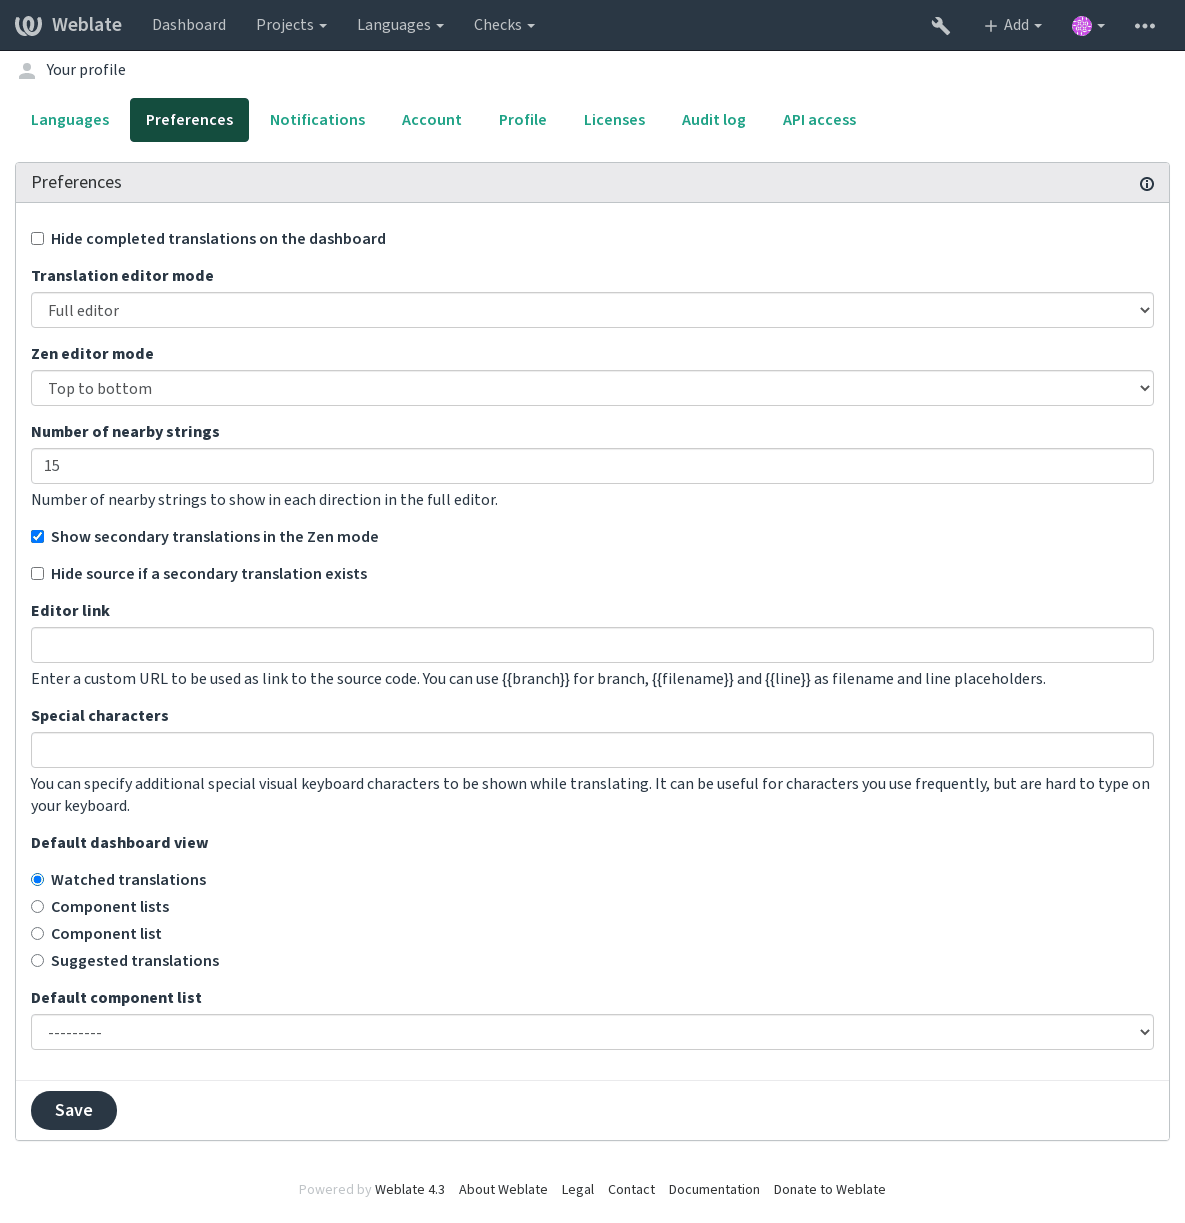 Weblate Dashboard Projects Languages Checks Add
Your profile
Languages Preferences Notifications Account Profile Licenses Audit log API access
Preferences
Hide completed translations on the dashboard
Translation editor mode
Full editor
Zen editor mode
Top to bottom
Number of nearby strings
15
Number of nearby strings to show in each direction in the full editor.
Show secondary translations in the Zen mode
Hide source if a secondary translation exists
Editor link
Enter a custom URL to be used as link to the source code. You can use {{branch}} for branch, {{filename}} and {{line}} as filename and line placeholders.
Special characters
You can specify additional special visual keyboard characters to be shown while translating. It can be useful for characters you use frequently, but are hard to type on
your keyboard.
Default dashboard view
Watched translations
Component lists
Component list
Suggested translations
Default component list
---------
Save
Powered by Weblate 4.3 About Weblate Legal Contact Documentation Donate to Weblate